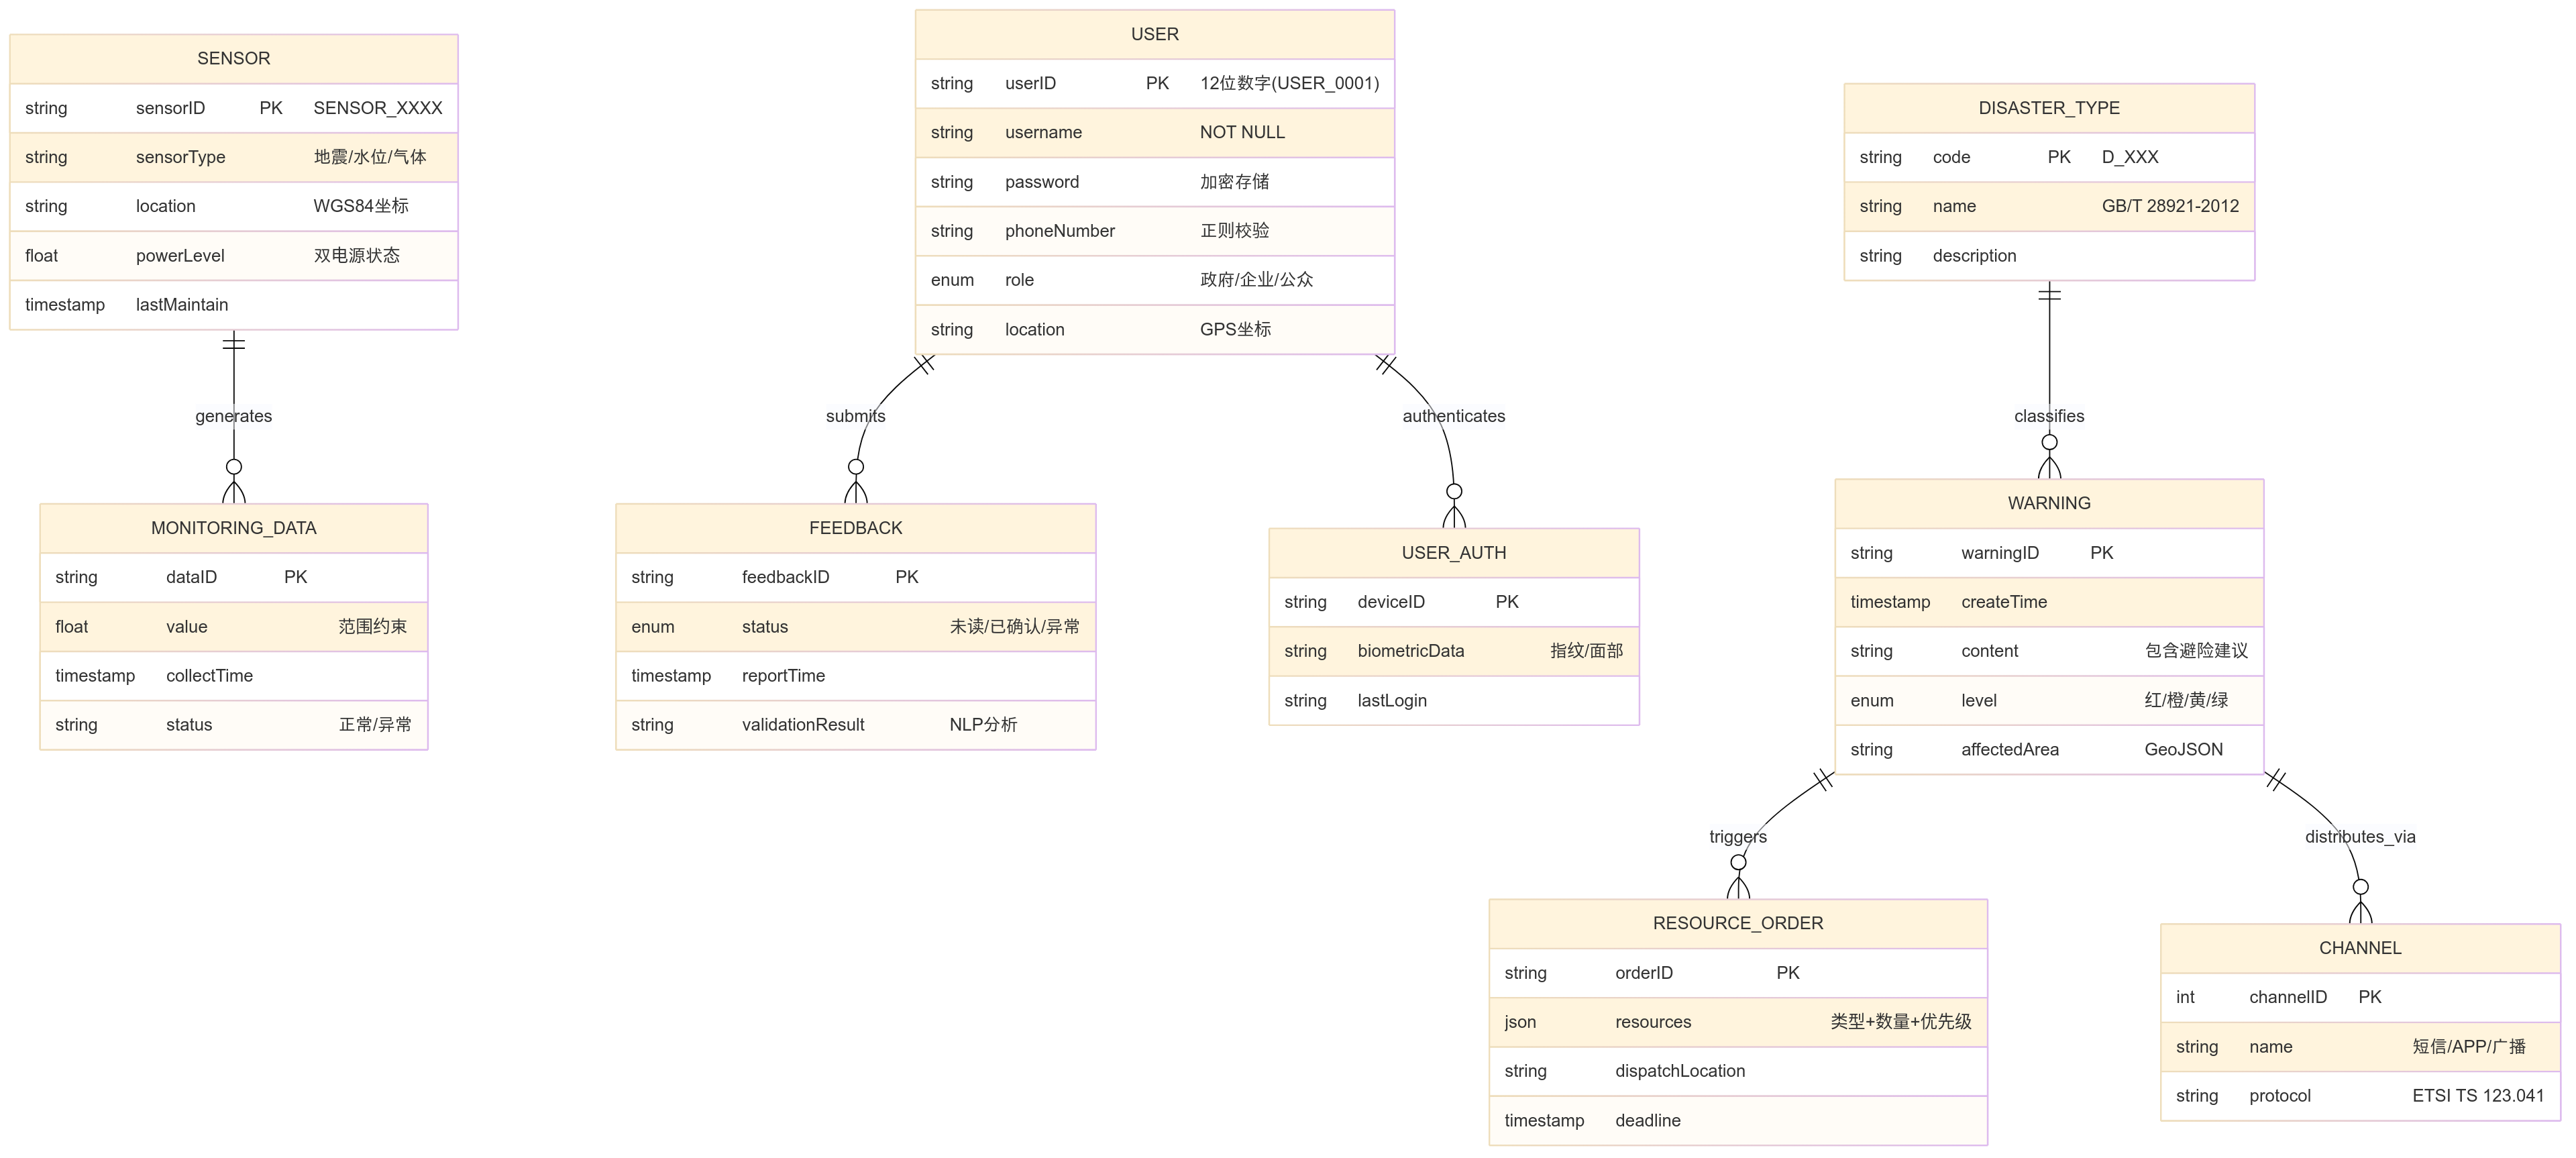 SENSOR
string sensorID PK SENSOR_XXXX
string sensorType 地震/水位/气体
string location WGS84坐标
float powerLevel 双电源状态
timestamp lastMaintain
generates
MONITORING_DATA
string dataID PK
float value 范围约束
timestamp collectTime
string status 正常/异常
USER
string userID PK 12位数字(USER_0001)
string username NOT NULL
string password 加密存储
string phoneNumber 正则校验
enum role 政府/企业/公众
string location GPS坐标
submits
authenticates
FEEDBACK
string feedbackID PK
enum status 未读/已确认/异常
timestamp reportTime
string validationResult NLP分析
USER_AUTH
string deviceID PK
string biometricData 指纹/面部
string lastLogin
DISASTER_TYPE
string code PK D_XXX
string name GB/T 28921-2012
string description
classifies
WARNING
string warningID PK
timestamp createTime
string content 包含避险建议
enum level 红/橙/黄/绿
string affectedArea GeoJSON
triggers
distributes_via
RESOURCE_ORDER
string orderID PK
json resources 类型+数量+优先级
string dispatchLocation
timestamp deadline
CHANNEL
int channelID PK
string name 短信/APP/广播
string protocol ETSI TS 123.041